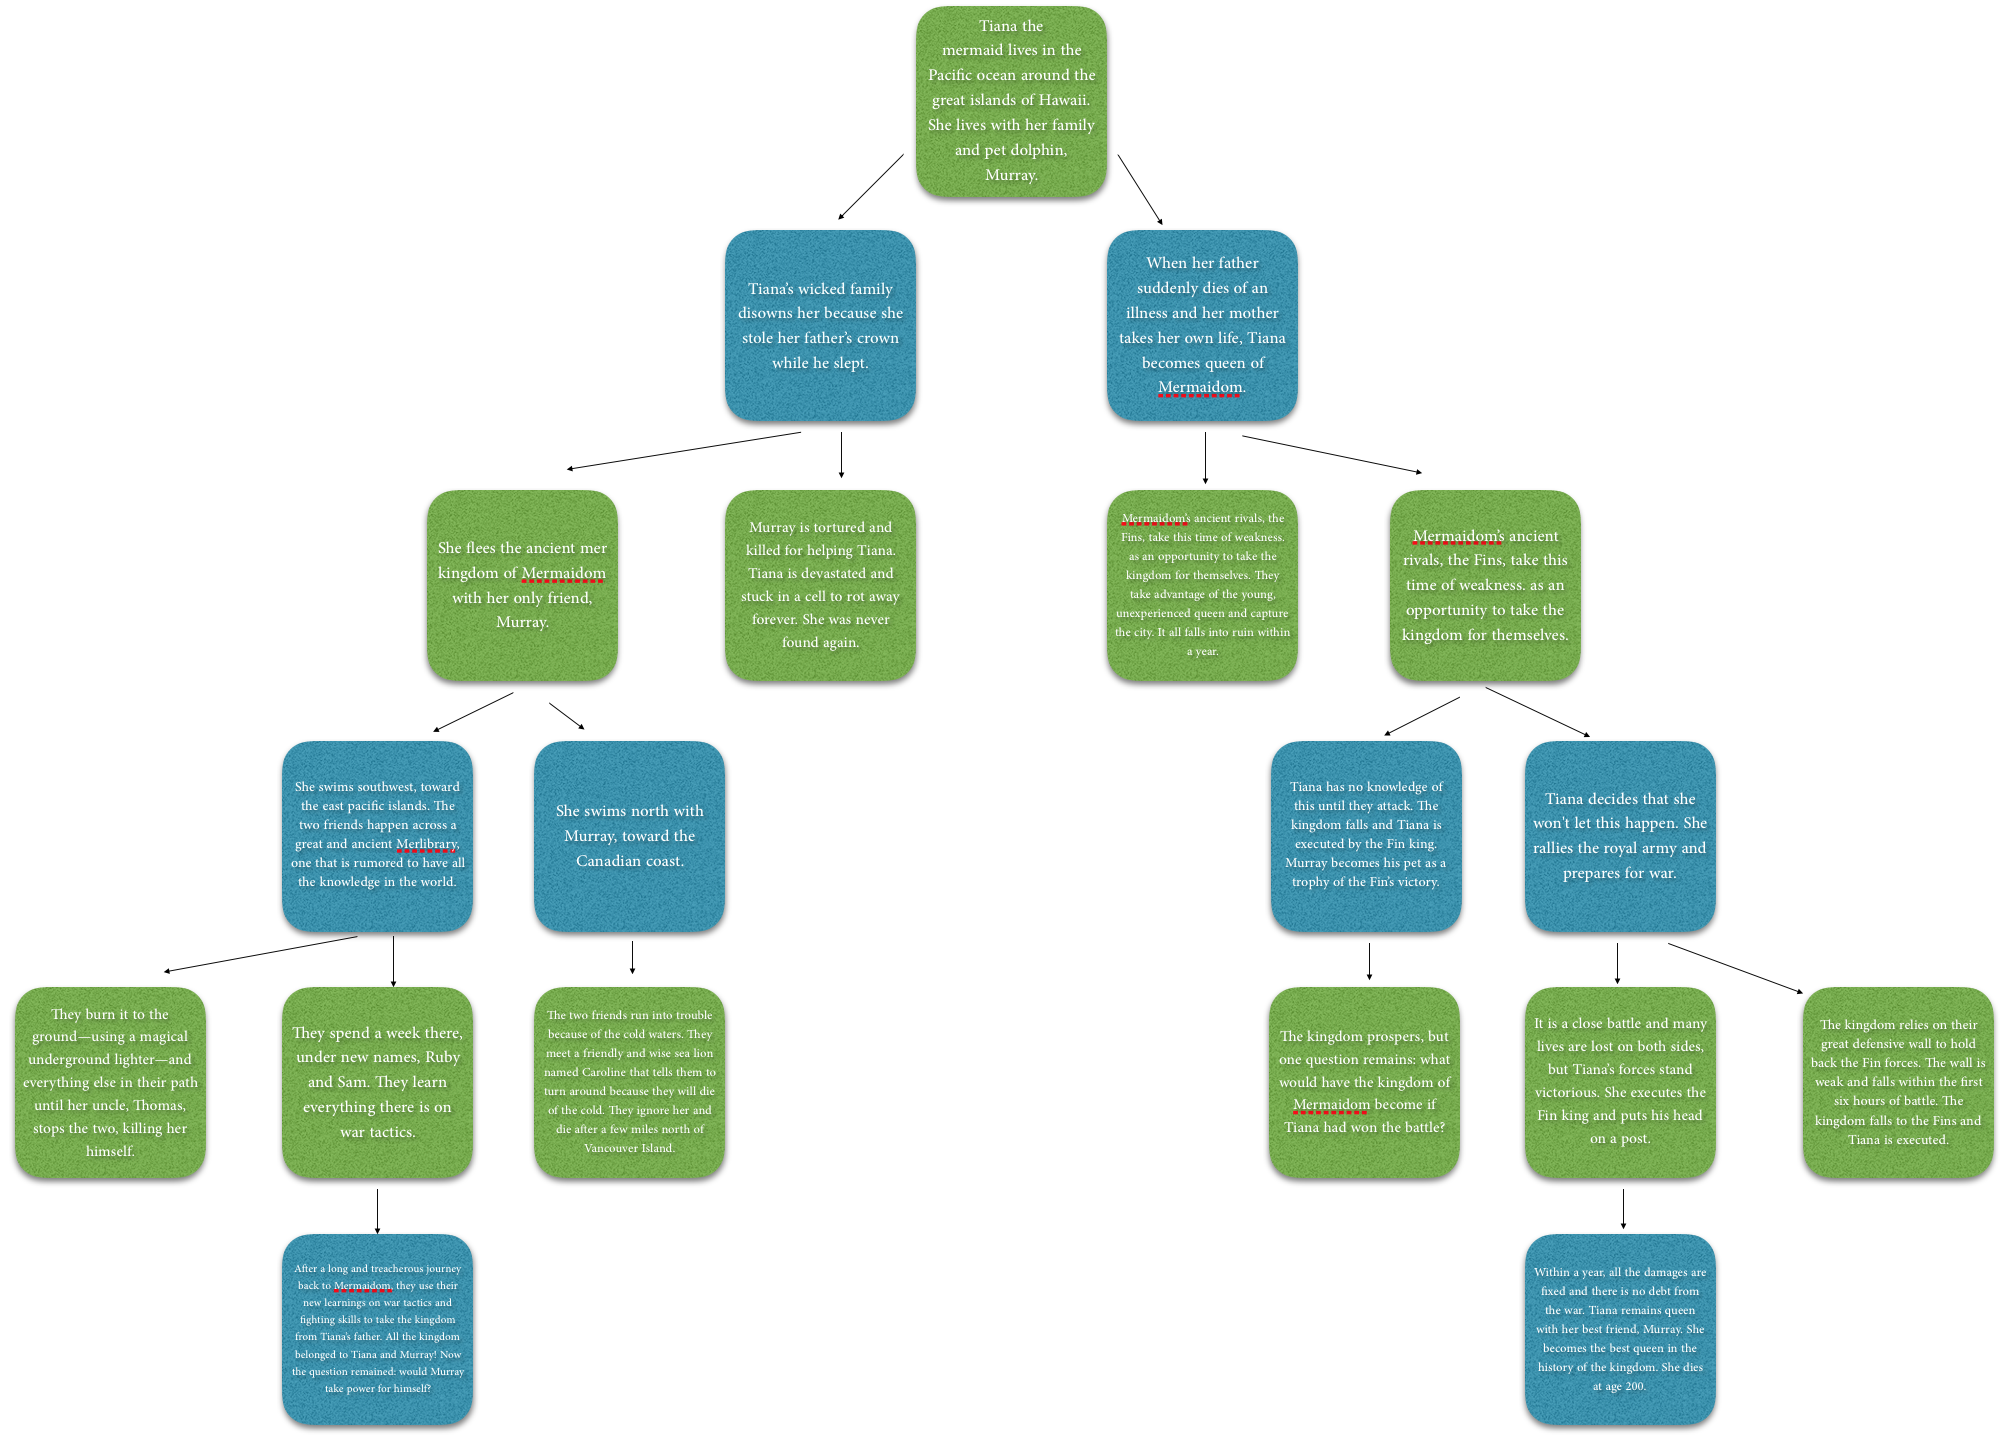 Tiana the
mermaid lives in the
Pacific ocean around the
great islands of Hawaii.
She lives with her family
and pet dolphin,
Murray.
Tiana's wicked family
disowns her because she
stole her father's crown
while he slept.
When her father
suddenly dies of an
illness and her mother
takes her own life, Tiana
becomes queen of
Mermaidom.
She flees the ancient mer
kingdom of Mermaidom
with her only friend,
Murray.
Murray is tortured and
killed for helping Tiana.
Tiana is devastated and
stuck in a cell to rot away
forever. She was never
found again.
Mermaidom's ancient rivals, the
Fins, take this time of weakness.
as an opportunity to take the
kingdom for themselves. They
take advantage of the young,
unexperienced queen and capture
the city. It all falls into ruin within
a year.
Mermaidom's ancient
rivals, the Fins, take this
time of weakness. as an
opportunity to take the
kingdom for themselves.
She swims southwest, toward
the east pacific islands. The
two friends happen across a
great and ancient Merlibrary,
one that is rumored to have all
the knowledge in the world.
She swims north with
Murray, toward the
Canadian coast.
Tiana has no knowledge of
this until they attack. The
kingdom falls and Tiana is
executed by the Fin king.
Murray becomes his pet as a
trophy of the Fin's victory.
Tiana decides that she
won't let this happen. She
rallies the royal army and
prepares for war.
They burn it to the
ground—using a magical
underground lighter—and
everything else in their path
until her uncle, Thomas,
stops the two, killing her
himself.
They spend a week there,
under new names, Ruby
and Sam. They learn
everything there is on
war tactics.
The two friends run into trouble
because of the cold waters. They
meet a friendly and wise sea lion
named Caroline that tells them to
turn around because they will die
of the cold. They ignore her and
die after a few miles north of
Vancouver Island.
The kingdom prospers, but
one question remains: what
would have the kingdom of
Mermaidom become if
Tiana had won the battle?
It is a close battle and many
lives are lost on both sides,
but Tiana's forces stand
victorious. She executes the
Fin king and puts his head
on a post.
The kingdom relies on their
great defensive wall to hold
back the Fin forces. The wall is
weak and falls within the first
six hours of battle. The
kingdom falls to the Fins and
Tiana is executed.
After a long and treacherous journey
back to Mermaidom, they use their
new learnings on war tactics and
fighting skills to take the kingdom
from Tiana's father. All the kingdom
belonged to Tiana and Murray! Now
the question remained: would Murray
take power for himself?
Within a year, all the damages are
fixed and there is no debt from
the war. Tiana remains queen
with her best friend, Murray. She
becomes the best queen in the
history of the kingdom. She dies
at age 200.